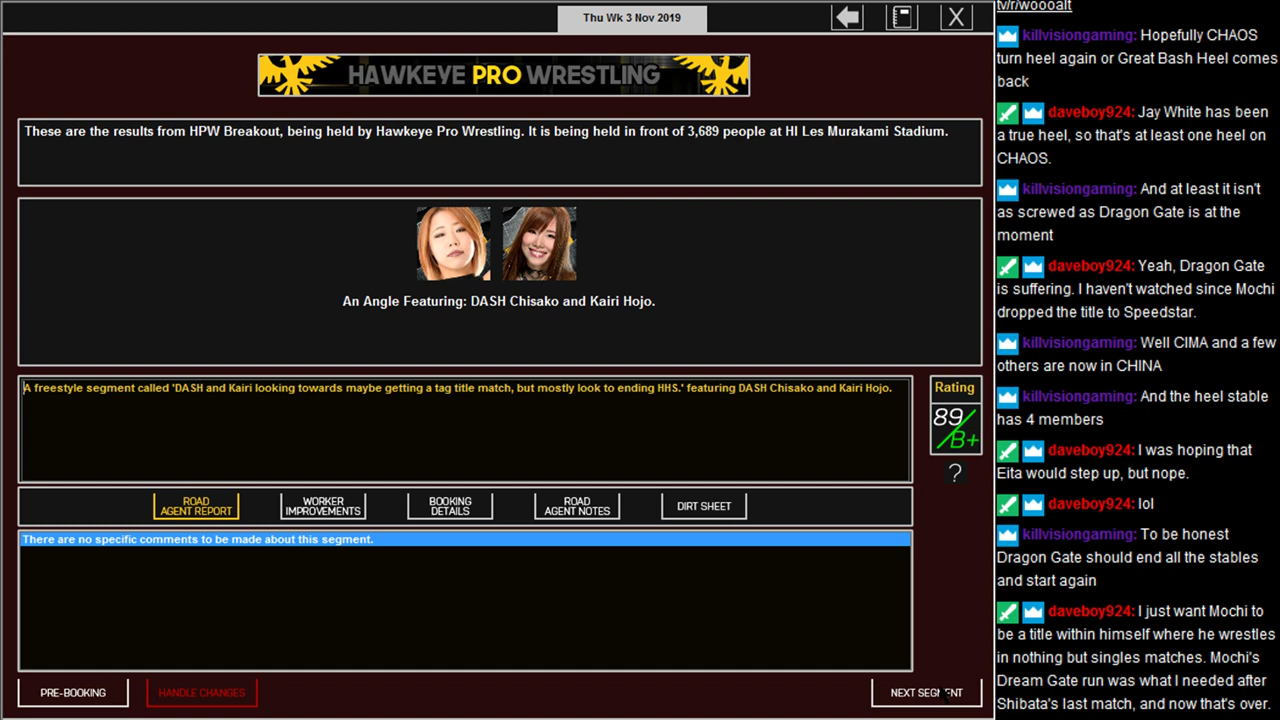 Thu Wk 3 Nov 2019
HAWKEYE PRO WRESTLING
These are the results from HPW Breakout, being held by Hawkeye Pro Wrestling. It is being held in front of 3,689 people at HI Les Murakami Stadium.
An Angle Featuring: DASH Chisako and Kairi Hojo.
A freestyle segment called 'DASH and Kairi looking towards maybe getting a tag title match, but mostly look to ending HHS.' featuring DASH Chisako and Kairi Hojo.
Rating
89/B+
?
ROAD
AGENT REPORT
WORKER
IMPROVEMENTS
BOOKING
DETAILS
ROAD
AGENT NOTES
DIRT SHEET
There are no specific comments to be made about this segment.
PRE-BOOKING
HANDLE CHANGES
NEXT SEGMENT
tv/r/woooalt
killvisiongaming: Hopefully CHAOS
turn heel again or Great Bash Heel comes
back
daveboy924: Jay White has been
a true heel, so that's at least one heel on
CHAOS.
killvisiongaming: And at least it isn't
as screwed as Dragon Gate is at the
moment
daveboy924: Yeah, Dragon Gate
is suffering. I haven't watched since Mochi
dropped the title to Speedstar.
killvisiongaming: Well CIMA and a few
others are now in CHINA
killvisiongaming: And the heel stable
has 4 members
daveboy924: I was hoping that
Eita would step up, but nope.
daveboy924: lol
killvisiongaming: To be honest
Dragon Gate should end all the stables
and start again
daveboy924: I just want Mochi to
be a title within himself where he wrestles
in nothing but singles matches. Mochi's
Dream Gate run was what I needed after
Shibata's last match, and now that's over.